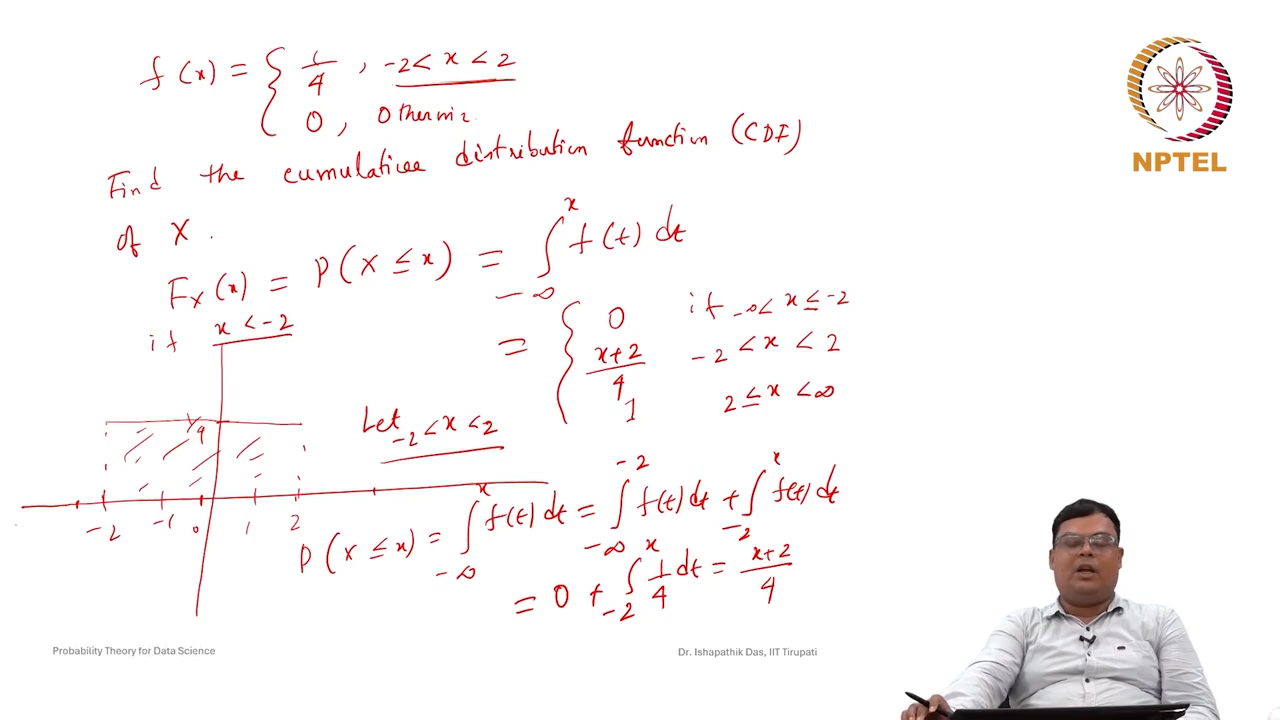 f(x) = { 1/4 , -2 < x < 2
0 , Otherwise
NPTEL
Find the cumulative distribution function (CDF)
of X .
F_X(x) = P(X ≤ x) = ∫_{-∞}^{x} f(t) dt
if x < -2
= { 0 if -∞ < x ≤ -2
x+2/4 -2 < x < 2
1 2 ≤ x < ∞
1/4
-2 -1 0 1 2
Let -2 < x < 2
P(X ≤ x) = ∫_{-∞}^{x} f(t) dt = ∫_{-∞}^{-2} f(t) dt + ∫_{-2}^{x} f(t) dt
= 0 + ∫_{-2}^{x} 1/4 dt = x+2/4
Probability Theory for Data Science
Dr. Ishapathik Das, IIT Tirupati